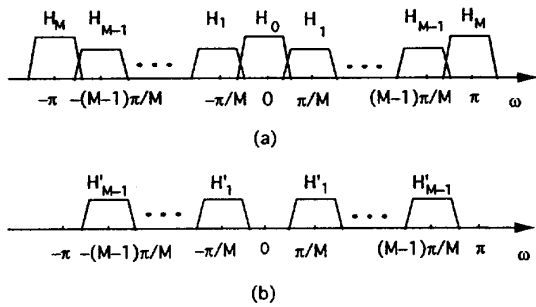 H_M H_{M-1} H_1 H_0 H_1 H_{M-1} H_M
• • • • • •
-π -(M-1)π/M -π/M 0 π/M (M-1)π/M π ω
(a)
H'_{M-1} H'_1 H'_1 H'_{M-1}
• • • • • •
-π -(M-1)π/M -π/M 0 π/M (M-1)π/M π ω
(b)